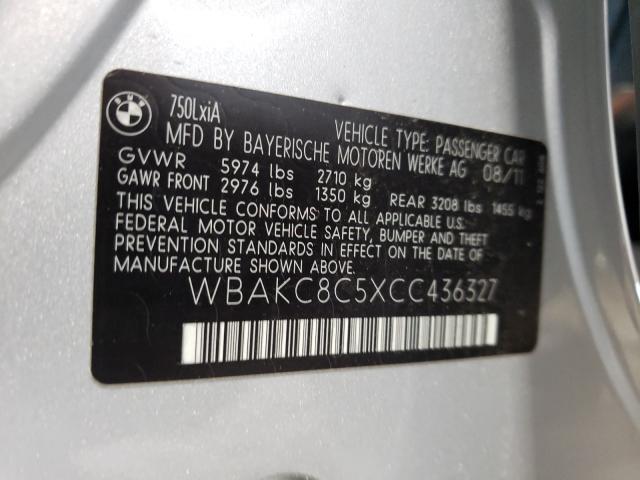 BMW
750LxiA
VEHICLE TYPE: PASSENGER CAR
MFD BY BAYERISCHE MOTOREN WERKE AG 08/11
GVWR 5974 lbs 2710 kg
GAWR FRONT 2976 lbs 1350 kg REAR 3208 lbs 1455 kg
THIS VEHICLE CONFORMS TO ALL APPLICABLE U.S.
FEDERAL MOTOR VEHICLE SAFETY, BUMPER AND THEFT
PREVENTION STANDARDS IN EFFECT ON THE DATE OF
MANUFACTURE SHOWN ABOVE.
WBAKC8C5XCC436327